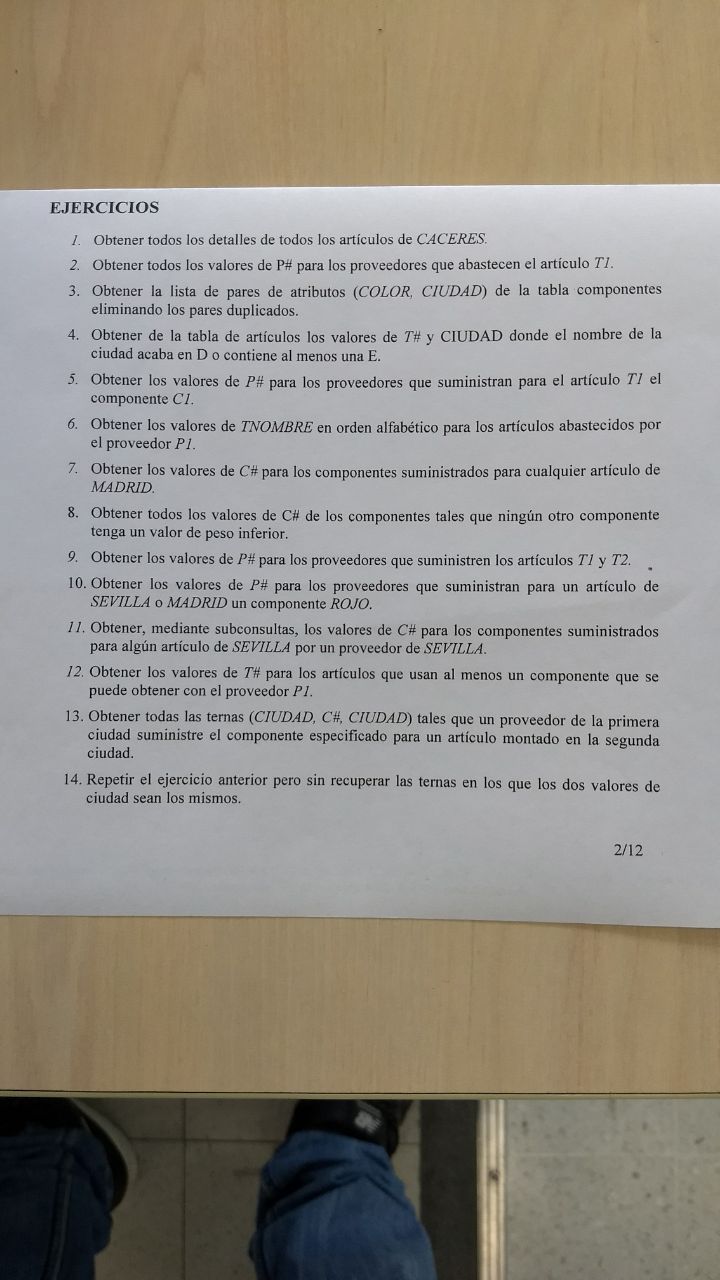 EJERCICIOS
1. Obtener todos los detalles de todos los artículos de CACERES.
2. Obtener todos los valores de P# para los proveedores que abastecen el artículo T1.
3. Obtener la lista de pares de atributos (COLOR, CIUDAD) de la tabla componentes
eliminando los pares duplicados.
4. Obtener de la tabla de artículos los valores de T# y CIUDAD donde el nombre de la
ciudad acaba en D o contiene al menos una E.
5. Obtener los valores de P# para los proveedores que suministran para el artículo T1 el
componente C1.
6. Obtener los valores de TNOMBRE en orden alfabético para los artículos abastecidos por
el proveedor P1.
7. Obtener los valores de C# para los componentes suministrados para cualquier artículo de
MADRID.
8. Obtener todos los valores de C# de los componentes tales que ningún otro componente
tenga un valor de peso inferior.
9. Obtener los valores de P# para los proveedores que suministren los artículos T1 y T2.
10. Obtener los valores de P# para los proveedores que suministran para un artículo de
SEVILLA o MADRID un componente ROJO.
11. Obtener, mediante subconsultas, los valores de C# para los componentes suministrados
para algún artículo de SEVILLA por un proveedor de SEVILLA.
12. Obtener los valores de T# para los artículos que usan al menos un componente que se
puede obtener con el proveedor P1.
13. Obtener todas las ternas (CIUDAD, C#, CIUDAD) tales que un proveedor de la primera
ciudad suministre el componente especificado para un artículo montado en la segunda
ciudad.
14. Repetir el ejercicio anterior pero sin recuperar las ternas en los que los dos valores de
ciudad sean los mismos.
2/12